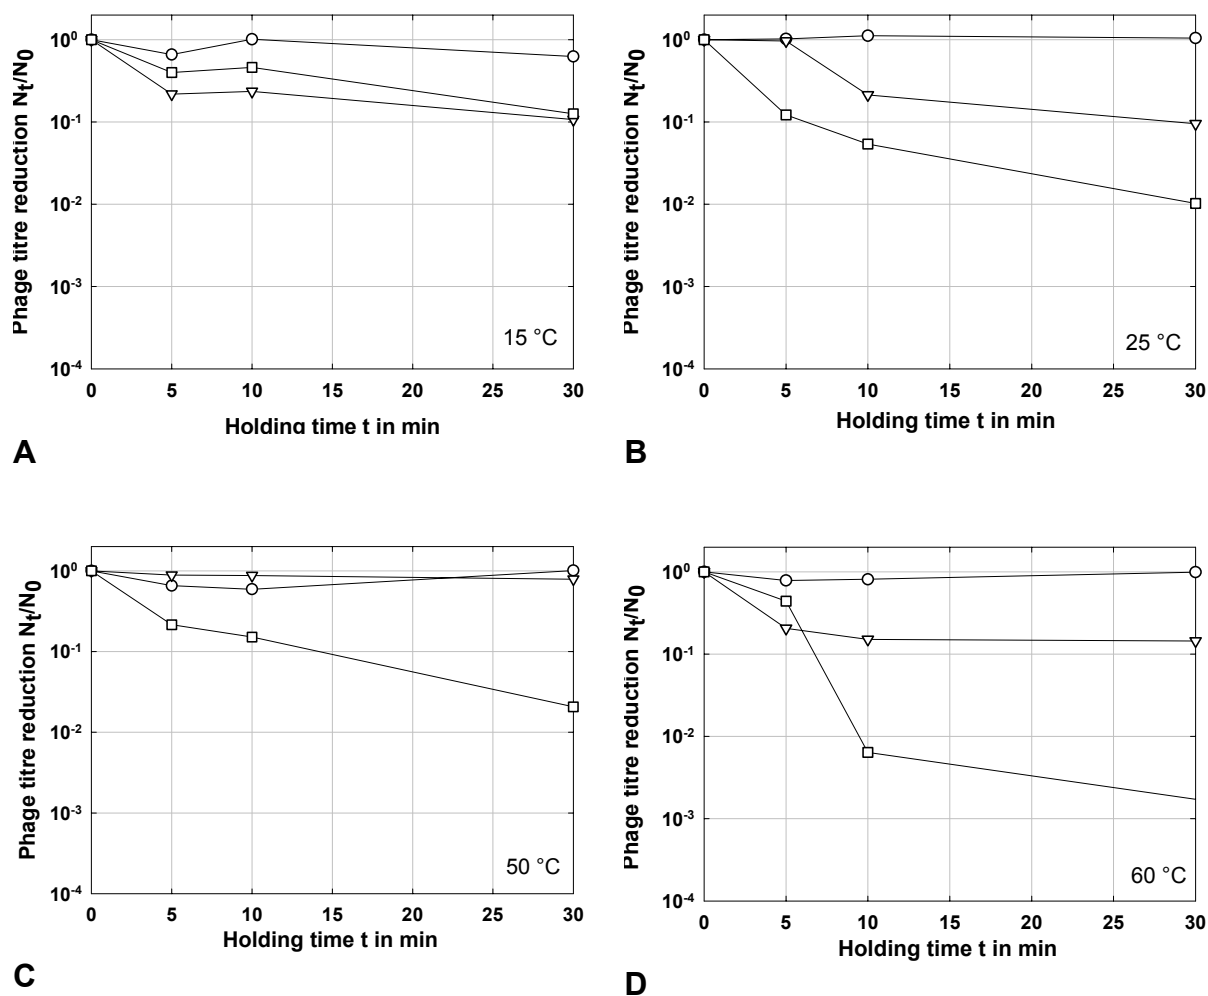 Phage titre reduction Nt/N0
10^0
10^-1
10^-2
10^-3
10^-4
15 °C
0 5 10 15 20 25 30
Holding time t in min
A
Phage titre reduction Nt/N0
10^0
10^-1
10^-2
10^-3
10^-4
25 °C
0 5 10 15 20 25 30
Holding time t in min
B
Phage titre reduction Nt/N0
10^0
10^-1
10^-2
10^-3
10^-4
50 °C
0 5 10 15 20 25 30
Holding time t in min
C
Phage titre reduction Nt/N0
10^0
10^-1
10^-2
10^-3
10^-4
60 °C
0 5 10 15 20 25 30
Holding time t in min
D